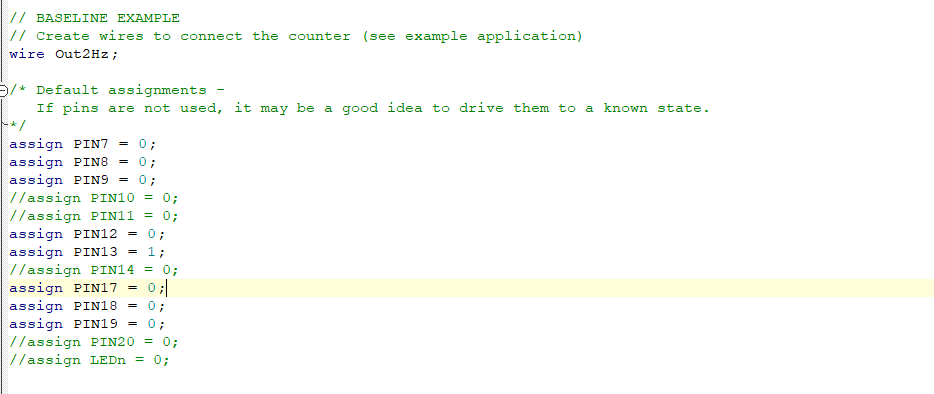 // BASELINE EXAMPLE
// Create wires to connect the counter (see example application)
wire Out2Hz;
/* Default assignments -
If pins are not used, it may be a good idea to drive them to a known state.
*/
assign PIN7 = 0;
assign PIN8 = 0;
assign PIN9 = 0;
//assign PIN10 = 0;
//assign PIN11 = 0;
assign PIN12 = 0;
assign PIN13 = 1;
//assign PIN14 = 0;
assign PIN17 = 0;
assign PIN18 = 0;
assign PIN19 = 0;
//assign PIN20 = 0;
//assign LEDn = 0;